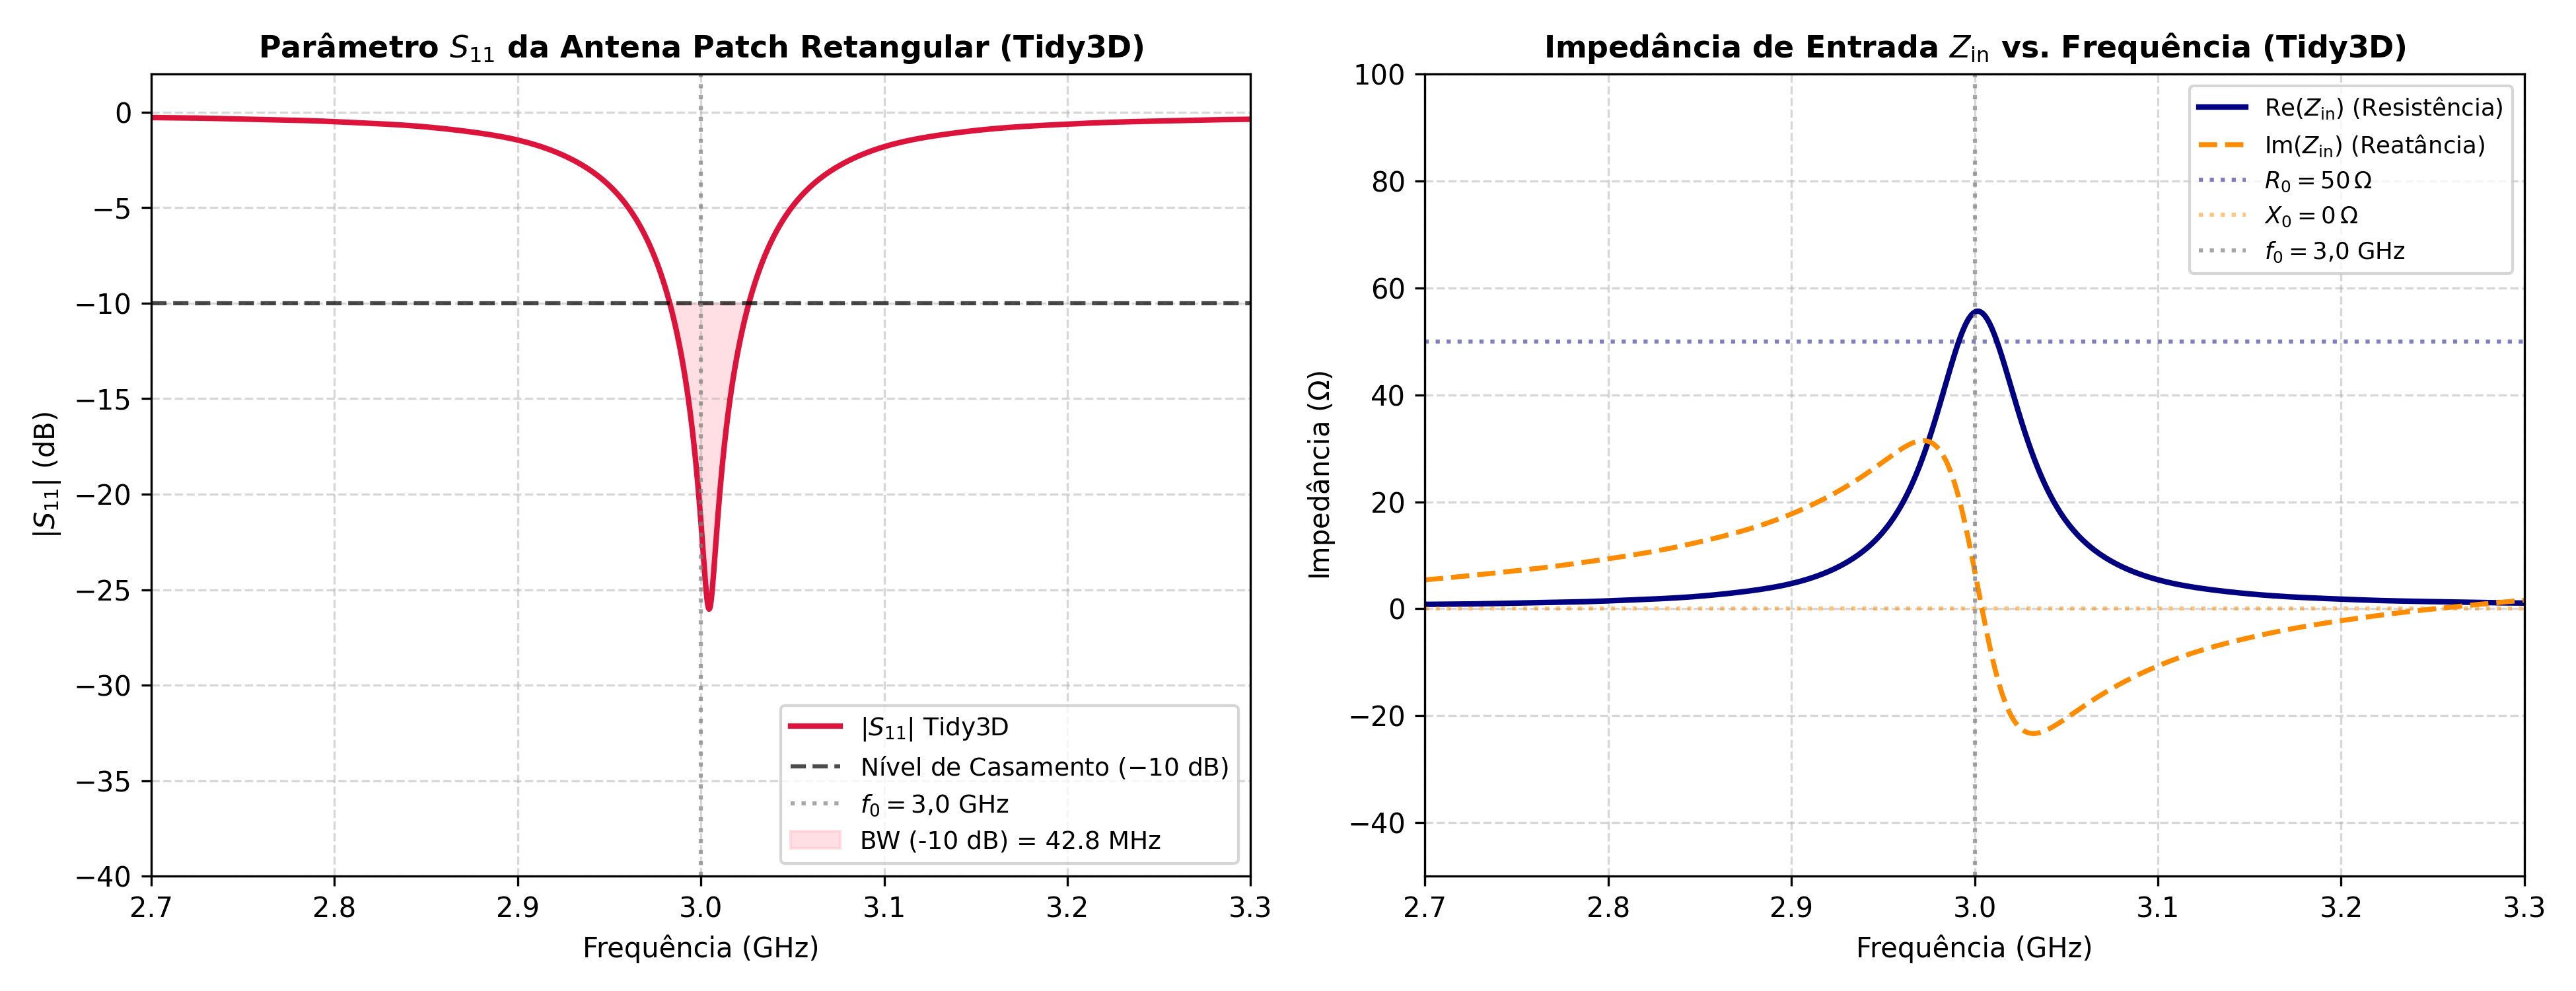 Parâmetro S₁₁ da Antena Patch Retangular (Tidy3D)
|S₁₁| (dB)
0
−5
−10
−15
−20
−25
−30
−35
−40
2.7 2.8 2.9 3.0 3.1 3.2 3.3
Frequência (GHz)
|S₁₁| Tidy3D
Nível de Casamento (−10 dB)
f₀ = 3,0 GHz
BW (-10 dB) = 42.8 MHz
Impedância de Entrada Z_in vs. Frequência (Tidy3D)
Impedância (Ω)
100
80
60
40
20
0
−20
−40
2.7 2.8 2.9 3.0 3.1 3.2 3.3
Frequência (GHz)
Re(Z_in) (Resistência)
Im(Z_in) (Reatância)
R₀ = 50 Ω
X₀ = 0 Ω
f₀ = 3,0 GHz